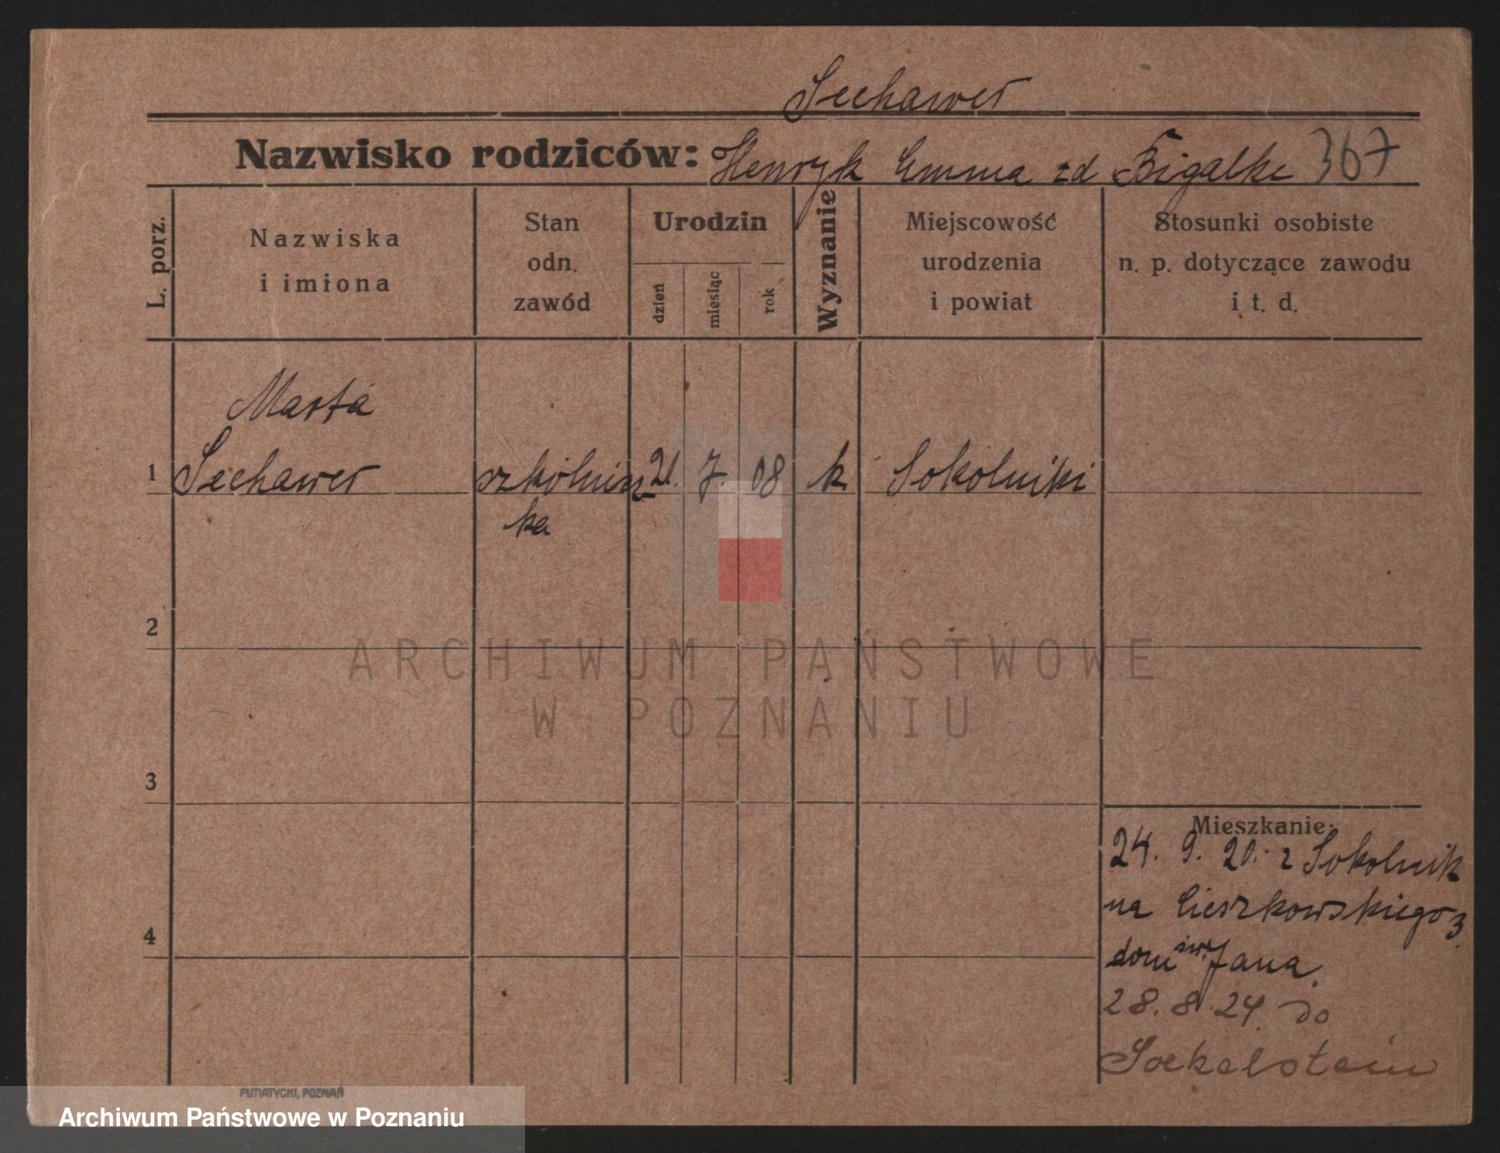 Sechawer
Nazwisko rodziców: Henryk Emma zd Bigalke 367
L. porz.
Nazwiska
i imiona
Stan
odn.
zawód
Urodzin
dzień
miesiąc
rok
Wyznanie
Miejscowość
urodzenia
i powiat
Stosunki osobiste
n. p. dotyczące zawodu
i t. d.
Marta
1 Sechawer szkólnicz 21. 7. 08 k Sokolniki
ka
2
3
4
Mieszkanie:
24. 9. 20. z Sokolnik
na Cieszkowskiego 3.
dom św. Jana
28. 8. 24. do
PUTIATYCKI, POZNAŃ
ARCHIWUM PAŃSTWOWE
W POZNANIU
Archiwum Państwowe w Poznaniu